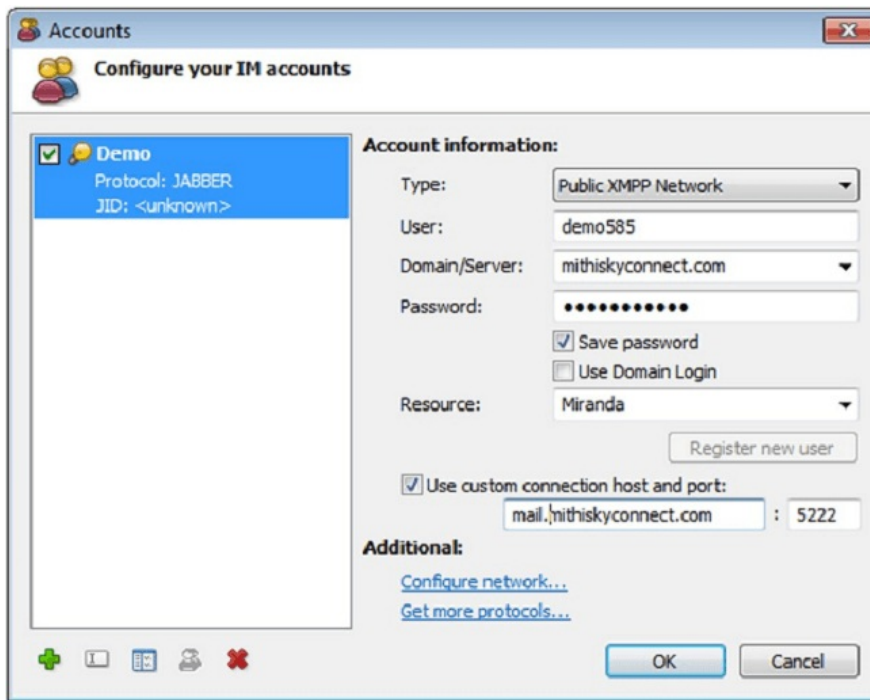 Accounts
Configure your IM accounts
Demo
Protocol: JABBER
JID: <unknown>
Account information:
Type: Public XMPP Network
User: demo585
Domain/Server: mithiskyconnect.com
Password: •••••••••••
Save password
Use Domain Login
Resource: Miranda
Register new user
Use custom connection host and port:
mail.mithiskyconnect.com : 5222
Additional:
Configure network...
Get more protocols...
OK Cancel